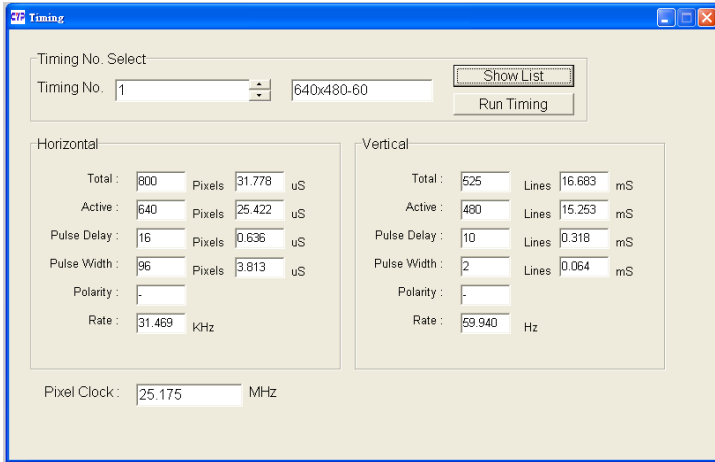 CYP Timing
Timing No. Select
Timing No. 1 640x480-60 Show List
Run Timing
Horizontal
Total : 800 Pixels 31.778 uS
Active : 640 Pixels 25.422 uS
Pulse Delay : 16 Pixels 0.636 uS
Pulse Width : 96 Pixels 3.813 uS
Polarity : -
Rate : 31.469 KHz
Vertical
Total : 525 Lines 16.683 mS
Active : 480 Lines 15.253 mS
Pulse Delay : 10 Lines 0.318 mS
Pulse Width : 2 Lines 0.064 mS
Polarity : -
Rate : 59.940 Hz
Pixel Clock : 25.175 MHz